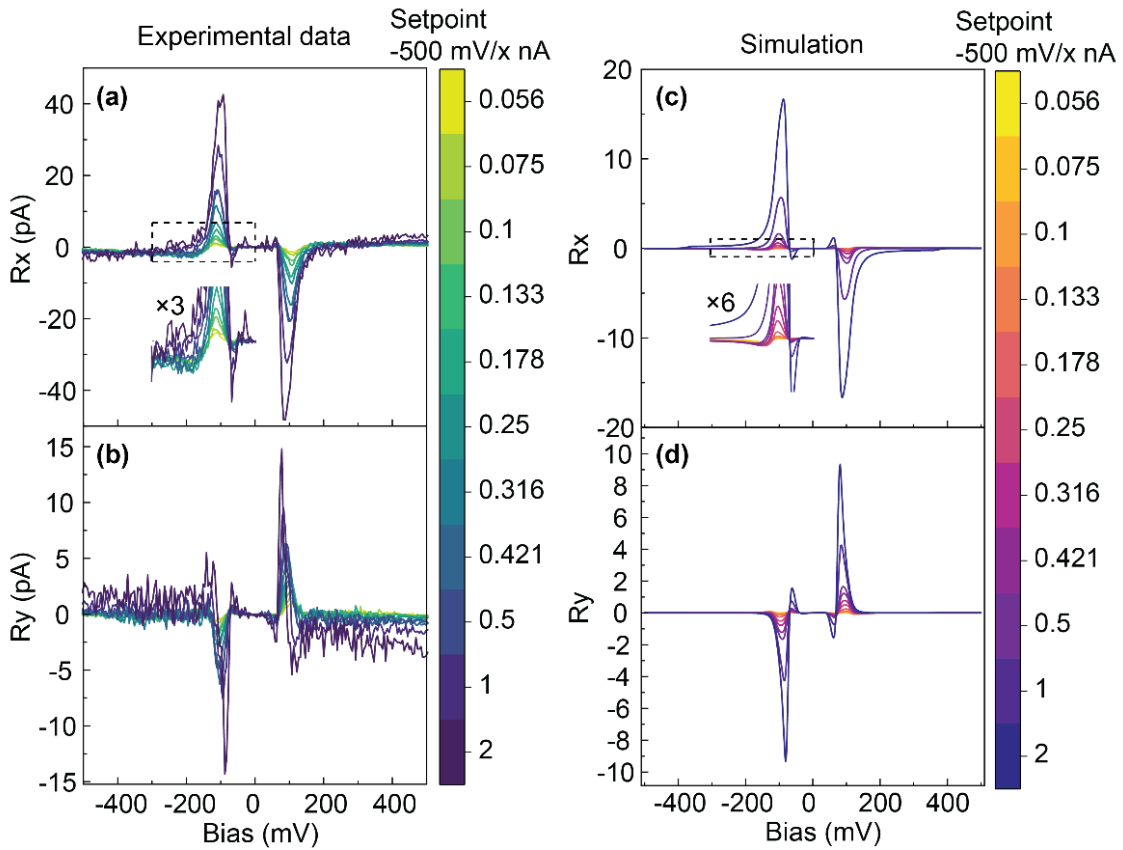 Experimental data
Setpoint
-500 mV/x nA
Simulation
Setpoint
-500 mV/x nA
(a)
40
20
0
-20
-40
Rx (pA)
×3
0.056
0.075
0.1
0.133
0.178
0.25
0.316
0.421
0.5
1
2
(b)
15
10
5
0
-5
-10
-15
Ry (pA)
-400 -200 0 200 400
Bias (mV)
(c)
20
10
0
-10
-20
Rx
×6
0.056
0.075
0.1
0.133
0.178
0.25
0.316
0.421
0.5
1
2
(d)
10
8
6
4
2
0
-2
-4
-6
-8
-10
Ry
-400 -200 0 200 400
Bias (mV)